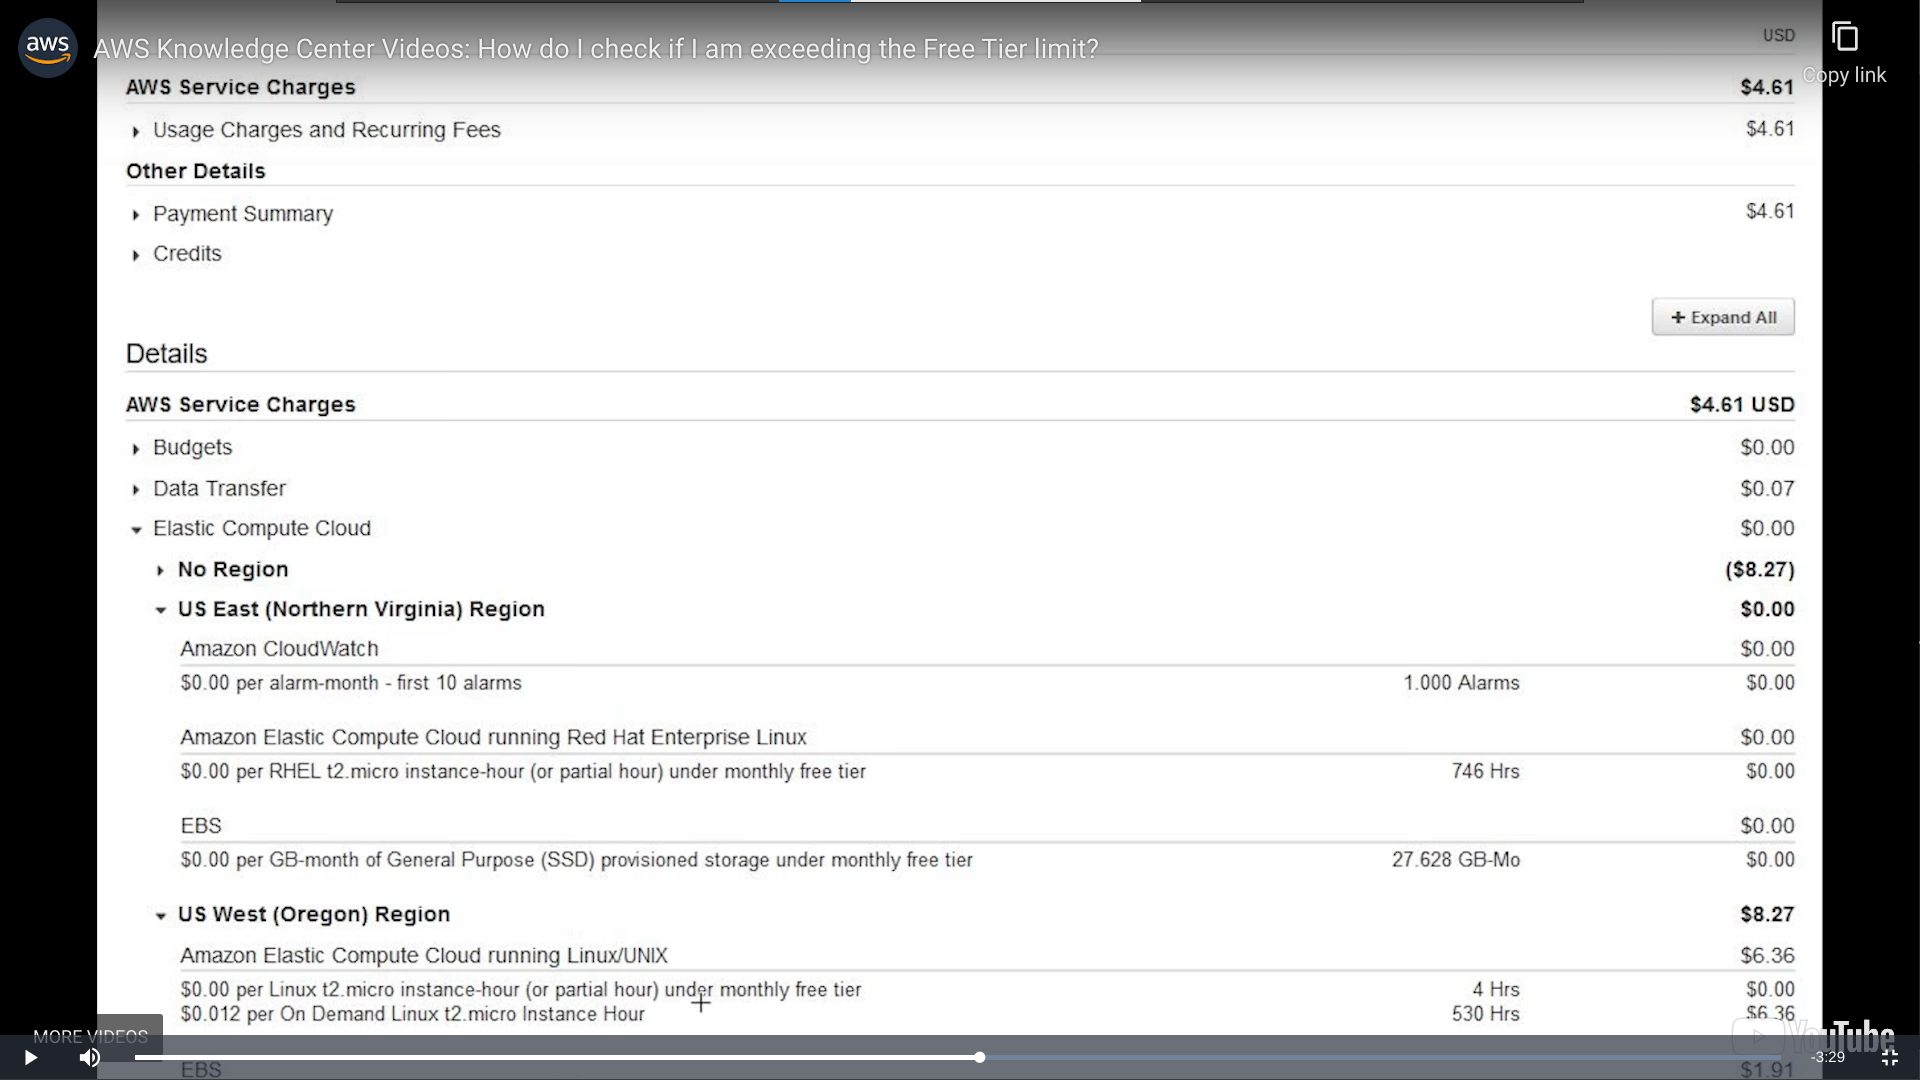 aws
AWS Knowledge Center Videos: How do I check if I am exceeding the Free Tier limit?
USD
Copy link
AWS Service Charges $4.61
Usage Charges and Recurring Fees $4.61
Other Details
Payment Summary $4.61
Credits
+ Expand All
Details
AWS Service Charges $4.61 USD
Budgets $0.00
Data Transfer $0.07
Elastic Compute Cloud $0.00
No Region ($8.27)
US East (Northern Virginia) Region $0.00
Amazon CloudWatch $0.00
$0.00 per alarm-month - first 10 alarms 1.000 Alarms $0.00
Amazon Elastic Compute Cloud running Red Hat Enterprise Linux $0.00
$0.00 per RHEL t2.micro instance-hour (or partial hour) under monthly free tier 746 Hrs $0.00
EBS $0.00
$0.00 per GB-month of General Purpose (SSD) provisioned storage under monthly free tier 27.628 GB-Mo $0.00
US West (Oregon) Region $8.27
Amazon Elastic Compute Cloud running Linux/UNIX $6.36
$0.00 per Linux t2.micro instance-hour (or partial hour) under monthly free tier 4 Hrs $0.00
$0.012 per On Demand Linux t2.micro Instance Hour 530 Hrs $6.36
MORE VIDEOS
YouTube
-3:29
EBS $1.91